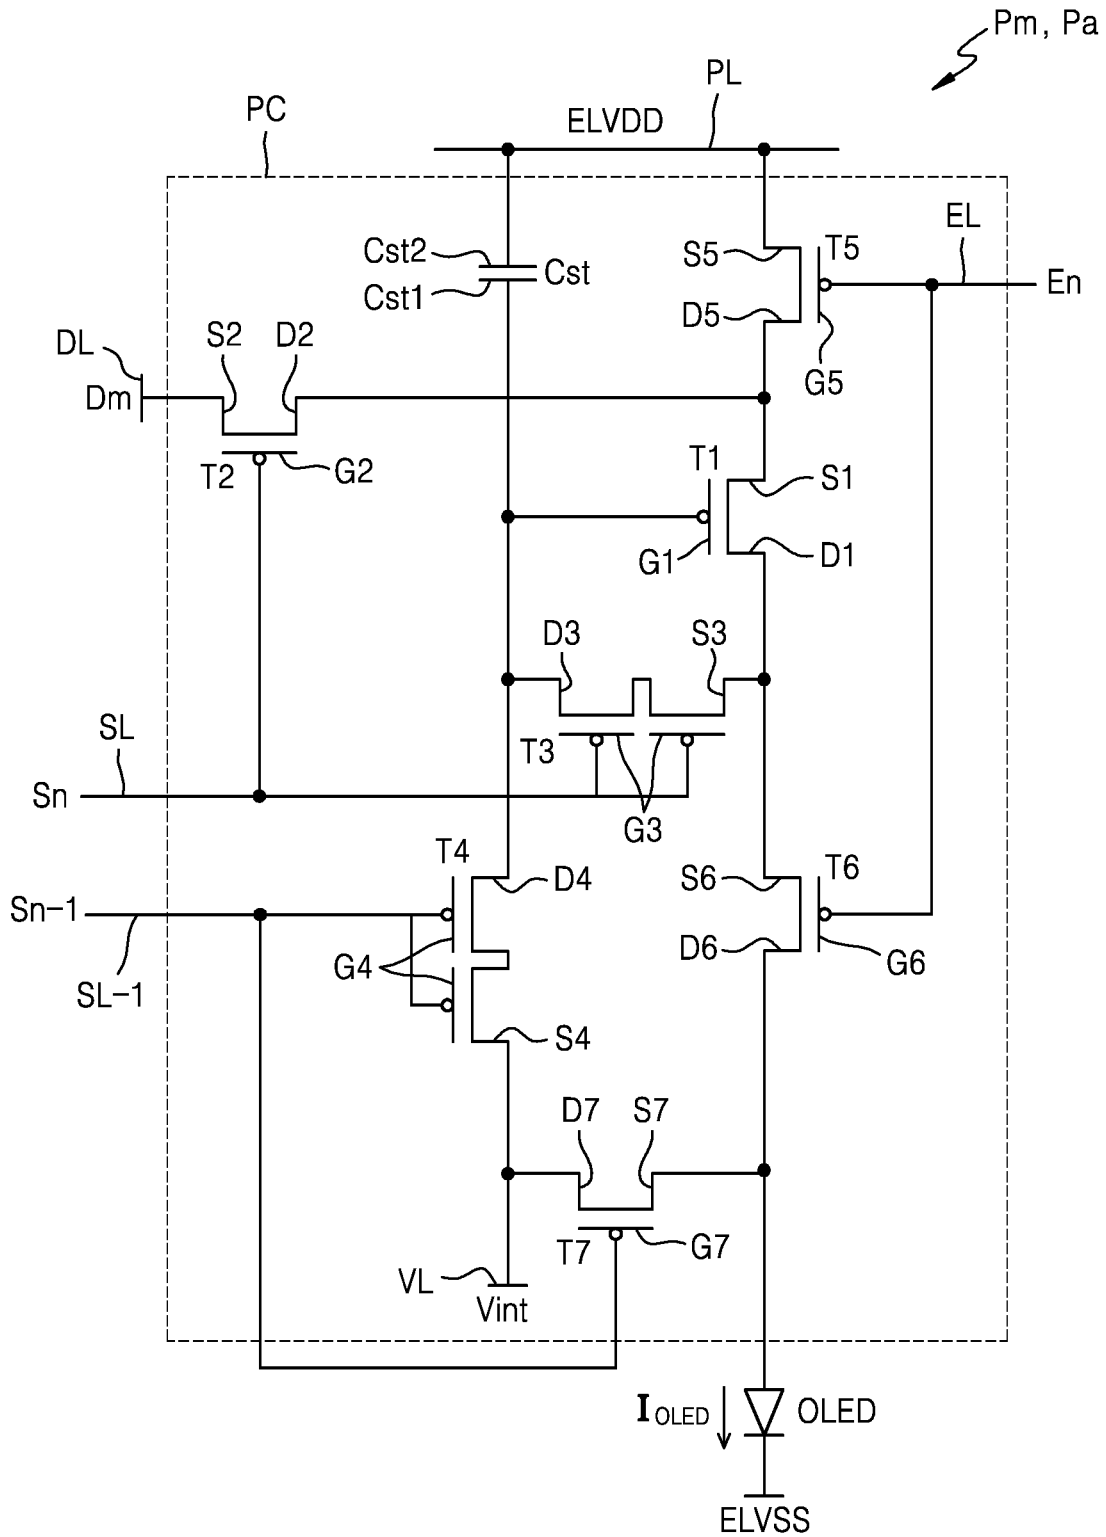 Pm, Pa
PL
PC
ELVDD
EL
T5
S5
Cst2
Cst
En
Cst1
D5
S2
D2
DL
G5
Dm
T1
S1
T2
G2
G1
D1
D3
S3
SL
T3
Sn
G3
T4
T6
D4
S6
Sn-1
D6
G4
G6
SL-1
S4
D7
S7
T7
G7
VL
Vint
IOLED
OLED
ELVSS